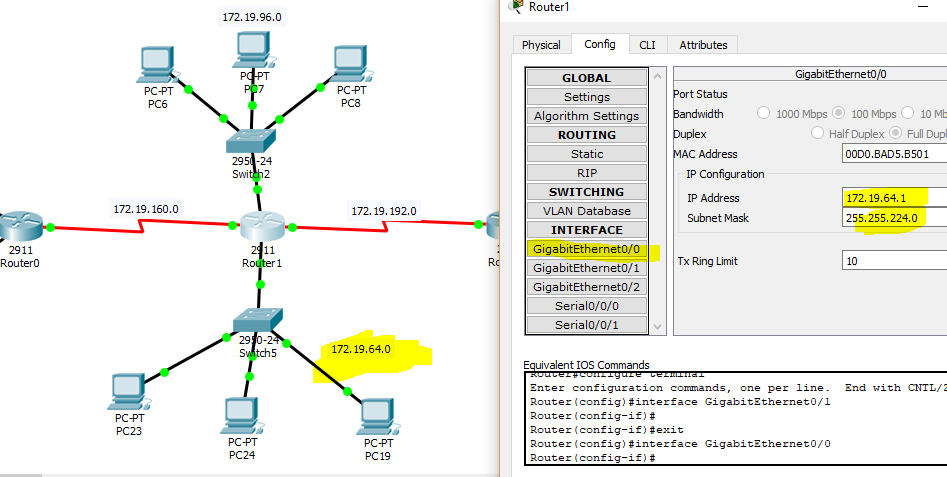 172.19.96.0
PC-PT
PC6
PC-PT
PC7
PC-PT
PC8
2950-24
Switch2
172.19.160.0
172.19.192.0
2911
Router0
2911
Router1
2950-24
Switch5
172.19.64.0
PC-PT
PC23
PC-PT
PC24
PC-PT
PC19
Router1
Physical Config CLI Attributes
GLOBAL
Settings
Algorithm Settings
ROUTING
Static
RIP
SWITCHING
VLAN Database
INTERFACE
GigabitEthernet0/0
GigabitEthernet0/1
GigabitEthernet0/2
Serial0/0/0
Serial0/0/1
GigabitEthernet0/0
Port Status
Bandwidth 1000 Mbps 100 Mbps 10 Mb
Duplex Half Duplex Full Dup
MAC Address 00D0.BAD5.B501
IP Configuration
IP Address 172.19.64.1
Subnet Mask 255.255.224.0
Tx Ring Limit 10
Equivalent IOS Commands
Router#configure terminal
Enter configuration commands, one per line. End with CNTL/Z
Router(config)#interface GigabitEthernet0/1
Router(config-if)#
Router(config-if)#exit
Router(config)#interface GigabitEthernet0/0
Router(config-if)#